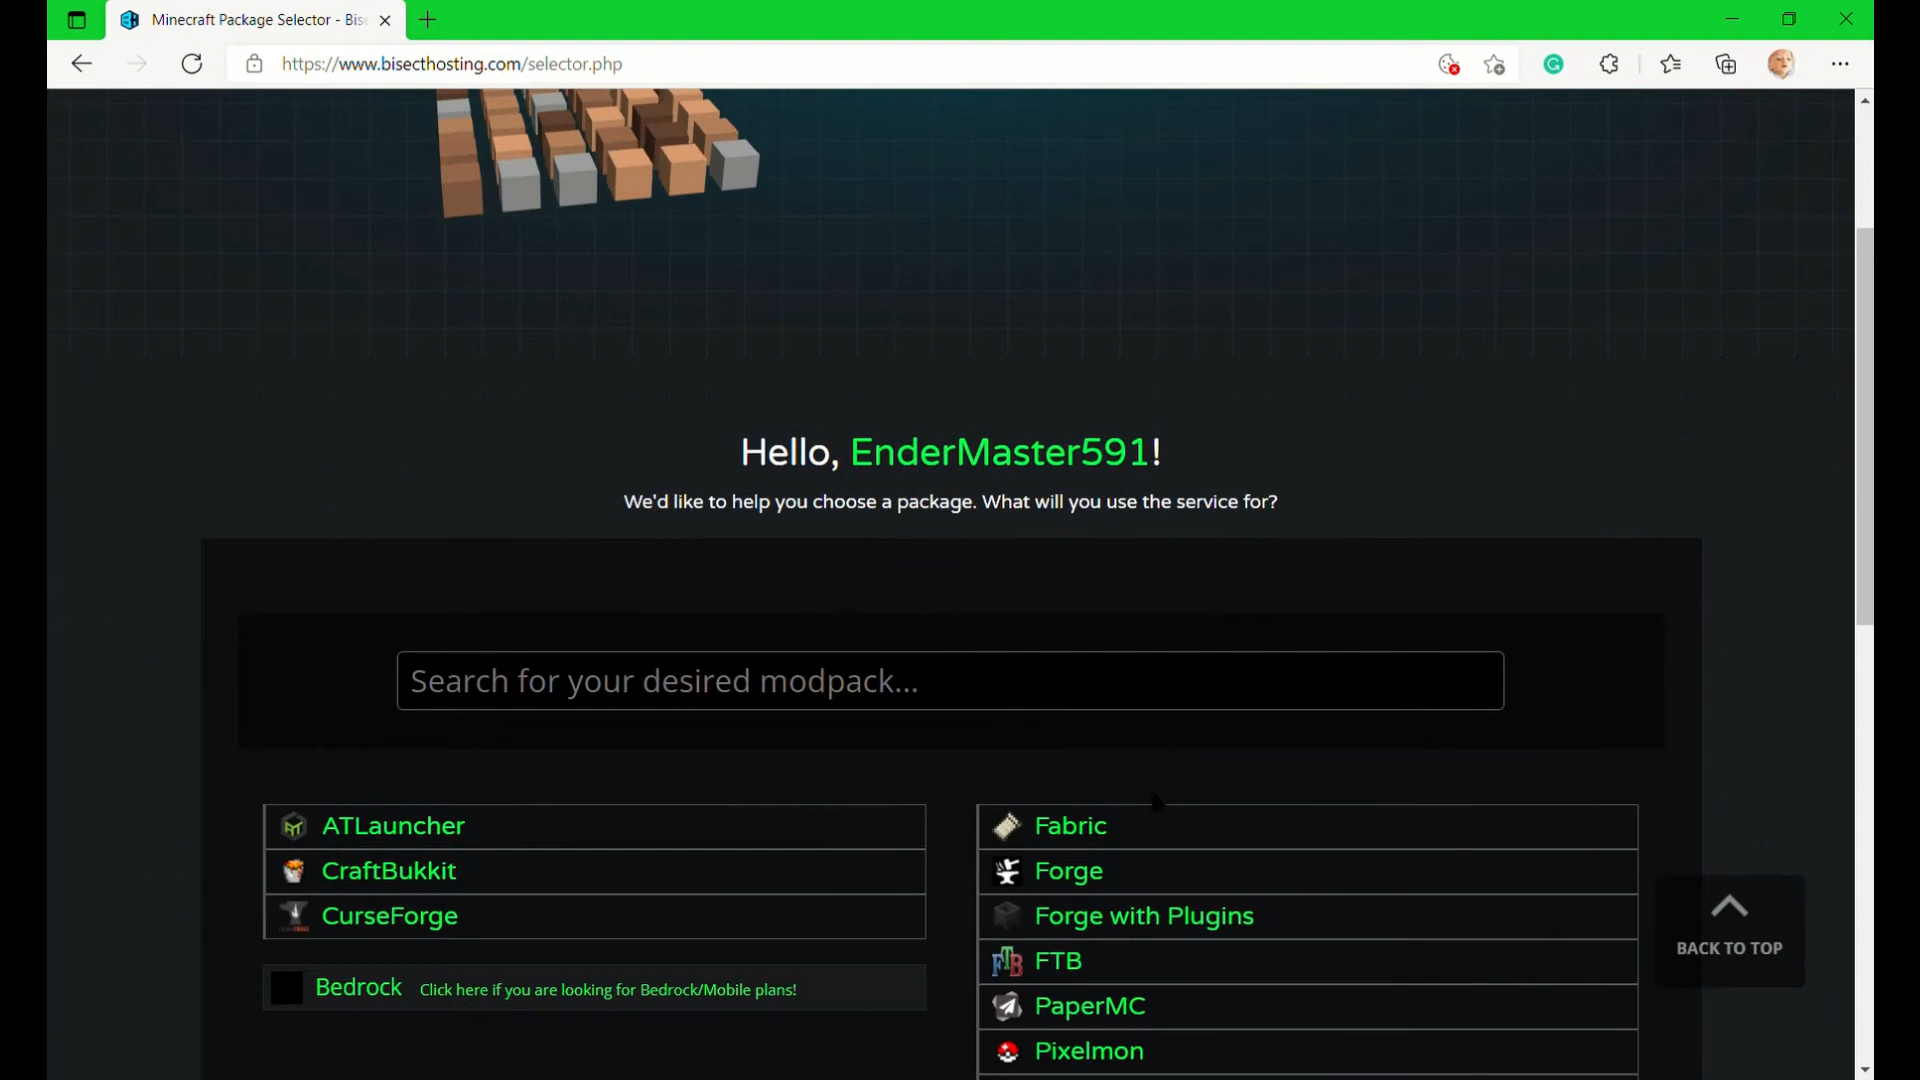 Minecraft Package Selector - Bise
https://www.bisecthosting.com/selector.php
Hello, EnderMaster591!
We'd like to help you choose a package. What will you use the service for?
Search for your desired modpack...
ATLauncher
CraftBukkit
CurseForge
Bedrock Click here if you are looking for Bedrock/Mobile plans!
Fabric
Forge
Forge with Plugins
FTB
PaperMC
Pixelmon
BACK TO TOP